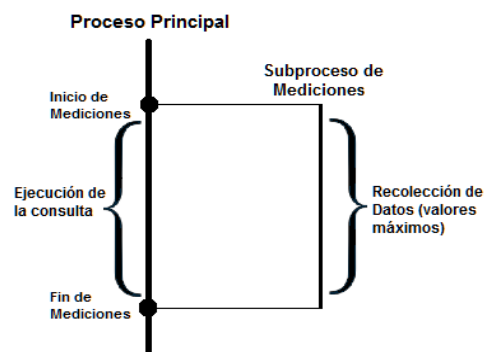 Proceso Principal
Subproceso de
Mediciones
Inicio de
Mediciones
Ejecución de
la consulta
Recolección de
Datos (valores
máximos)
Fin de
Mediciones